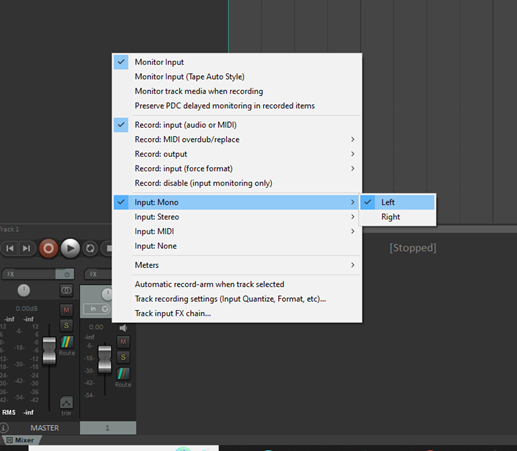 Monitor Input
Monitor Input (Tape Auto Style)
Monitor track media when recording
Preserve PDC delayed monitoring in recorded items
Record: input (audio or MIDI)
Record: MIDI overdub/replace
Record: output
Record: input (force format)
Record: disable (input monitoring only)
Input: Mono
Left
Input: Stereo
Right
Input: MIDI
Input: None
Meters
Automatic record-arm when track selected
Track recording settings (Input Quantize, Format, etc)...
Track input FX chain...
Track 1
[Stopped]
FX
FX
0.00dB
0.00
in
-inf
-inf
-inf
M
S
Route
M
S
Route
trim
RMS
-inf
MASTER
1
Mixer